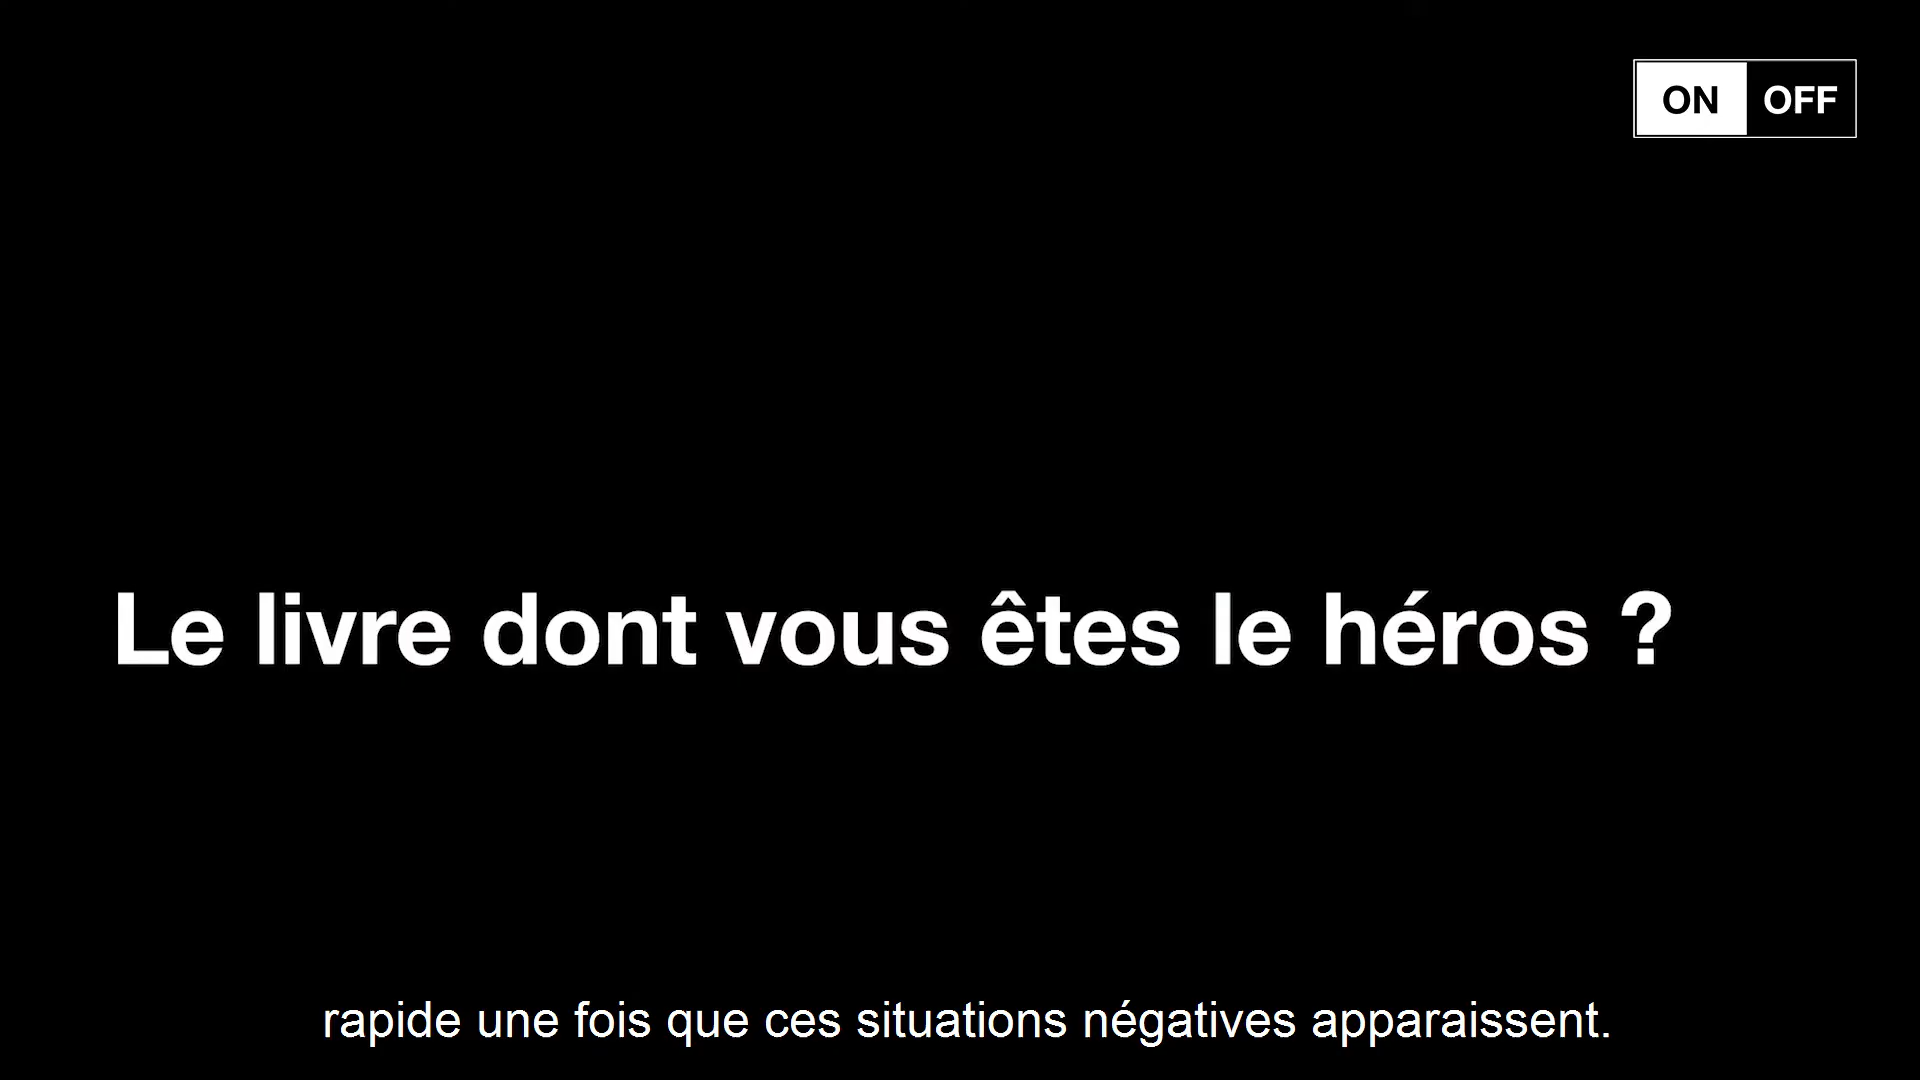 ON OFF
Le livre dont vous êtes le héros ?
rapide une fois que ces situations négatives apparaissent.